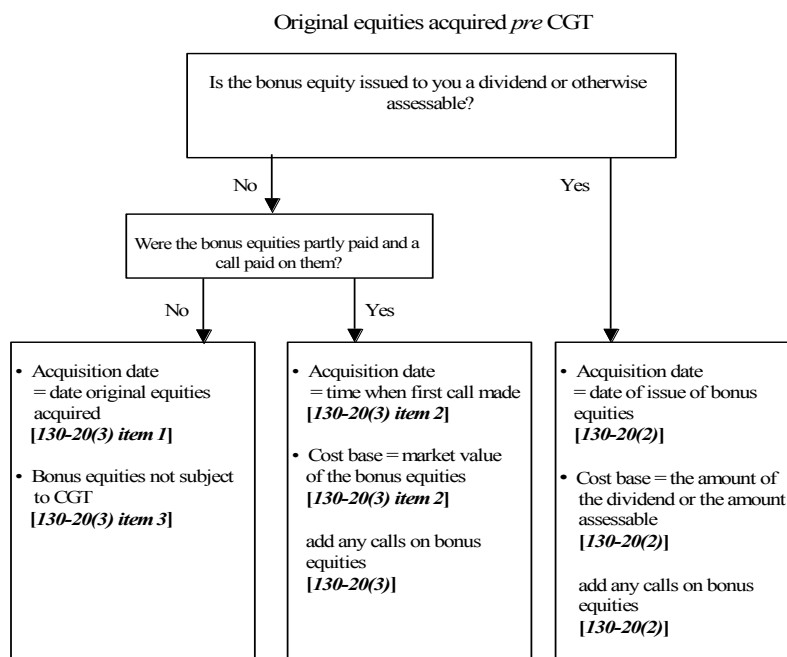 Original equities acquired pre CGT
Is the bonus equity issued to you a dividend or otherwise
assessable?
No
Yes
Were the bonus equities partly paid and a
call paid on them?
No
Yes
• Acquisition date
= date original equities
acquired
[130-20(3) item 1]
• Bonus equities not subject
to CGT
[130-20(3) item 3]
• Acquisition date
= time when first call made
[130-20(3) item 2]
• Cost base = market value
of the bonus equities
[130-20(3) item 2]
add any calls on bonus
equities
[130-20(3)]
• Acquisition date
= date of issue of bonus
equities
[130-20(2)]
• Cost base = the amount of
the dividend or the amount
assessable
[130-20(2)]
add any calls on bonus
equities
[130-20(2)]